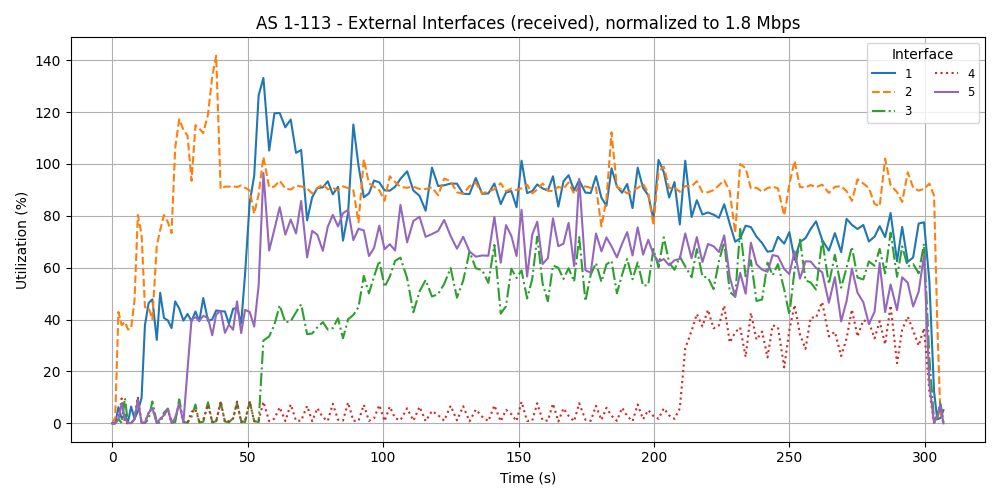 AS 1-113 - External Interfaces (received), normalized to 1.8 Mbps
Utilization (%)
140
120
100
80
60
40
20
0
0 50 100 150 200 250 300
Time (s)
Interface
1 4
2 5
3